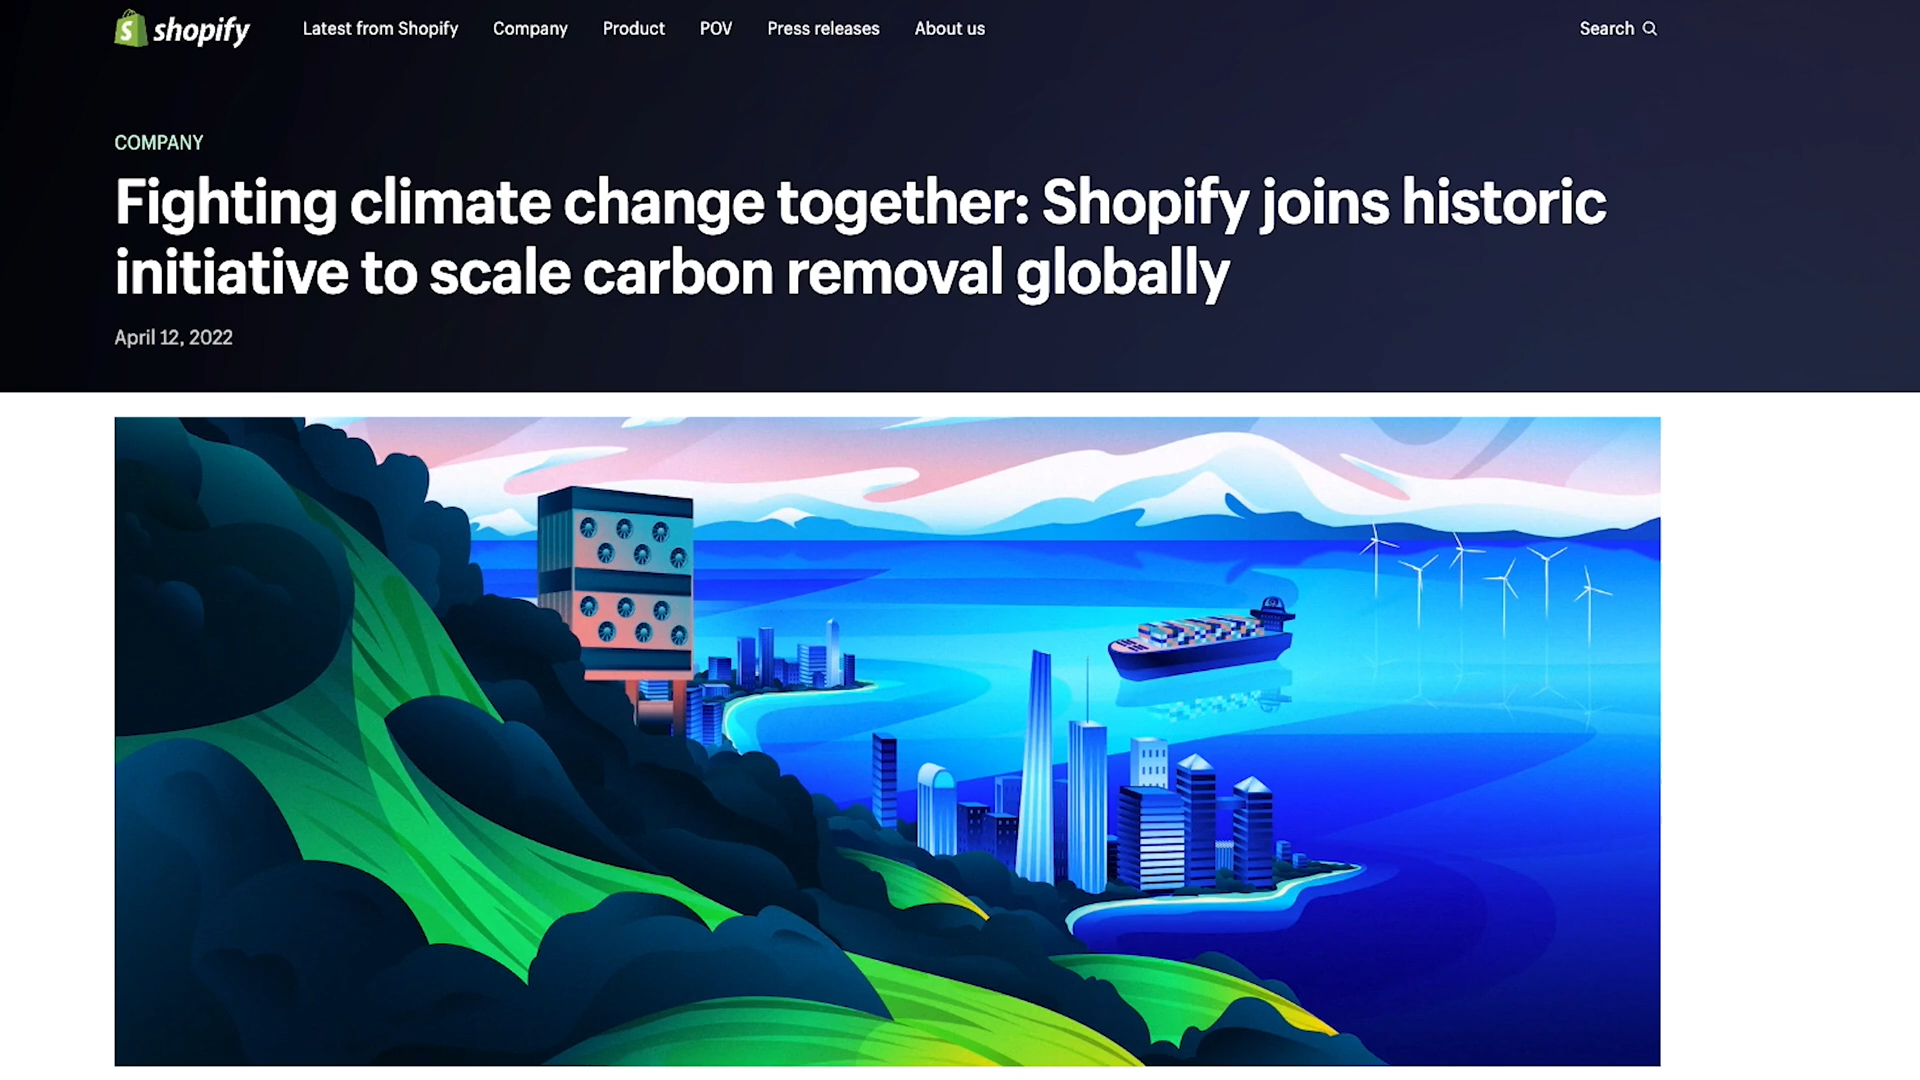 shopify Latest from Shopify Company Product POV Press releases About us Search
COMPANY
Fighting climate change together: Shopify joins historic
initiative to scale carbon removal globally
April 12, 2022